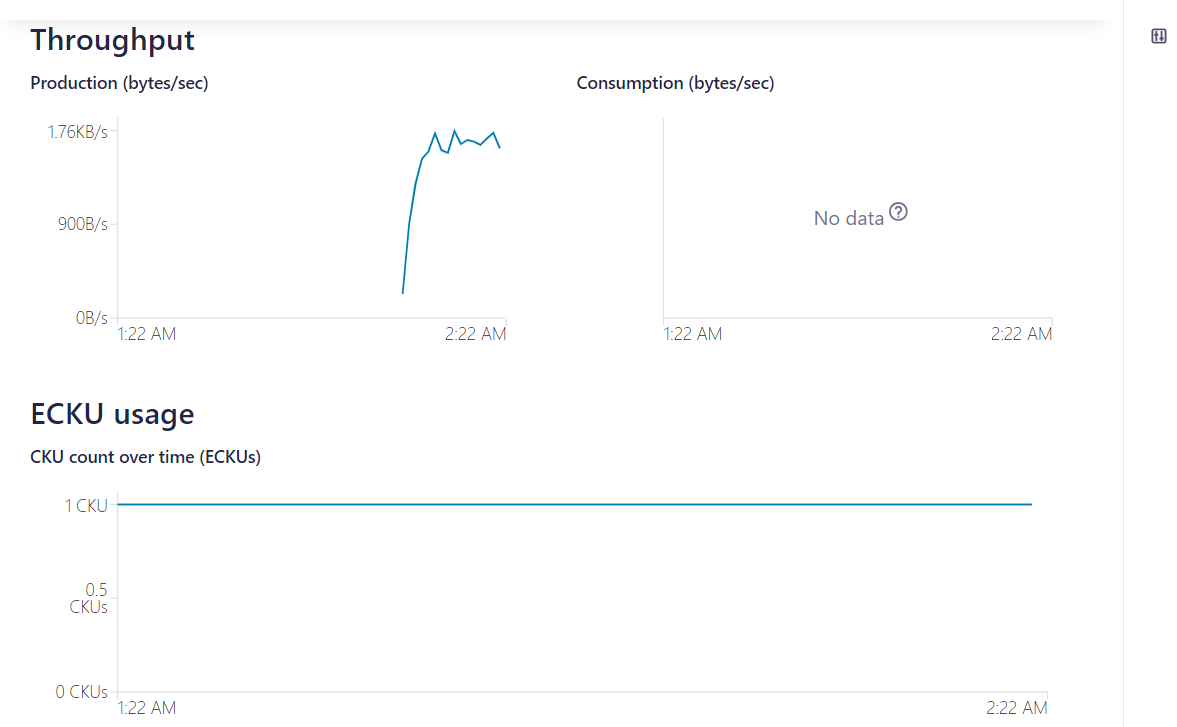 Throughput
Production (bytes/sec)
Consumption (bytes/sec)
1.76KB/s
900B/s
0B/s
1:22 AM
2:22 AM
No data
1:22 AM
2:22 AM
ECKU usage
CKU count over time (ECKUs)
1 CKU
0.5
CKUs
0 CKUs
1:22 AM
2:22 AM